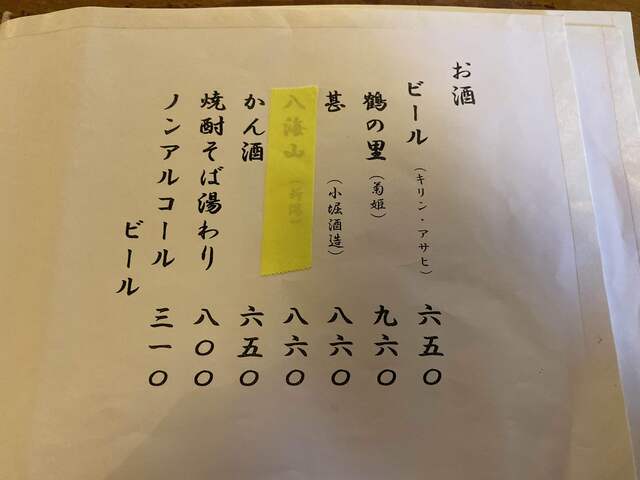 お酒
ビール（キリン・アサヒ） 六五〇
鶴の里（菊姫） 九六〇
甚（小堀酒造） 八六〇
八海山（新潟） 八六〇
かん酒 六五〇
焼酎そば湯わり 八〇〇
ノンアルコール
ビール 三一〇